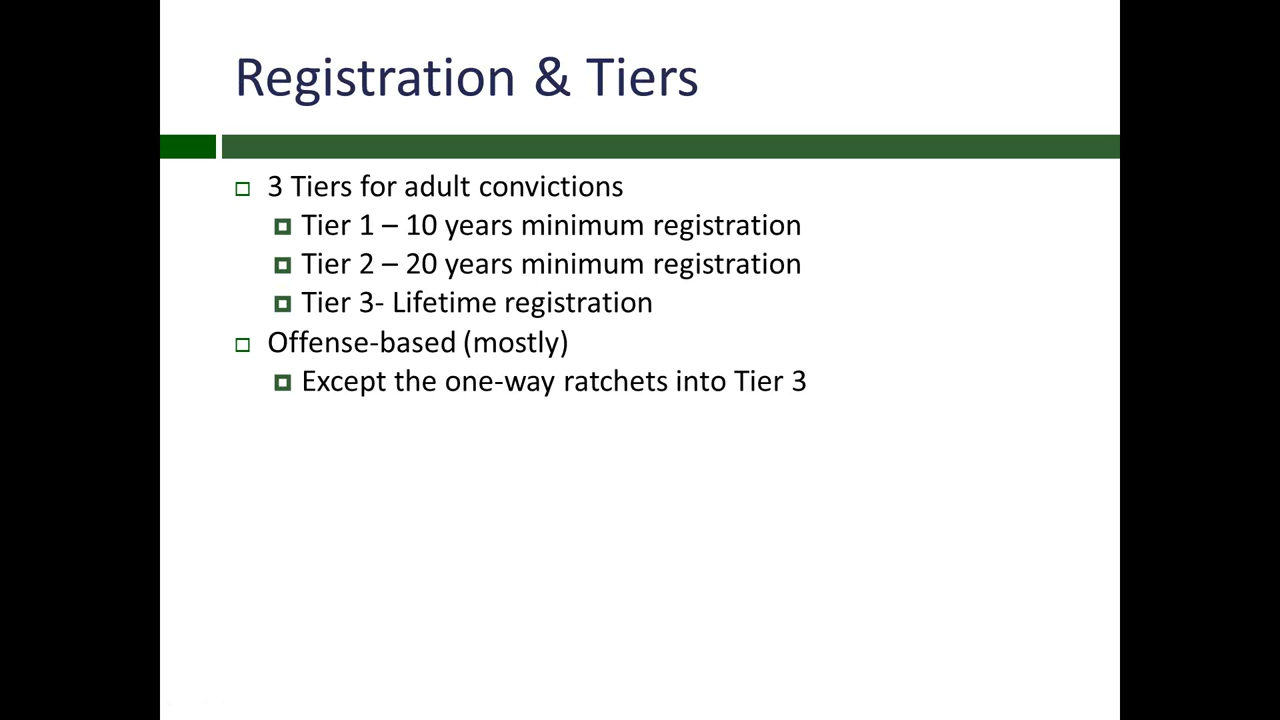 Registration & Tiers
3 Tiers for adult convictions
Tier 1 – 10 years minimum registration
Tier 2 – 20 years minimum registration
Tier 3- Lifetime registration
Offense-based (mostly)
Except the one-way ratchets into Tier 3